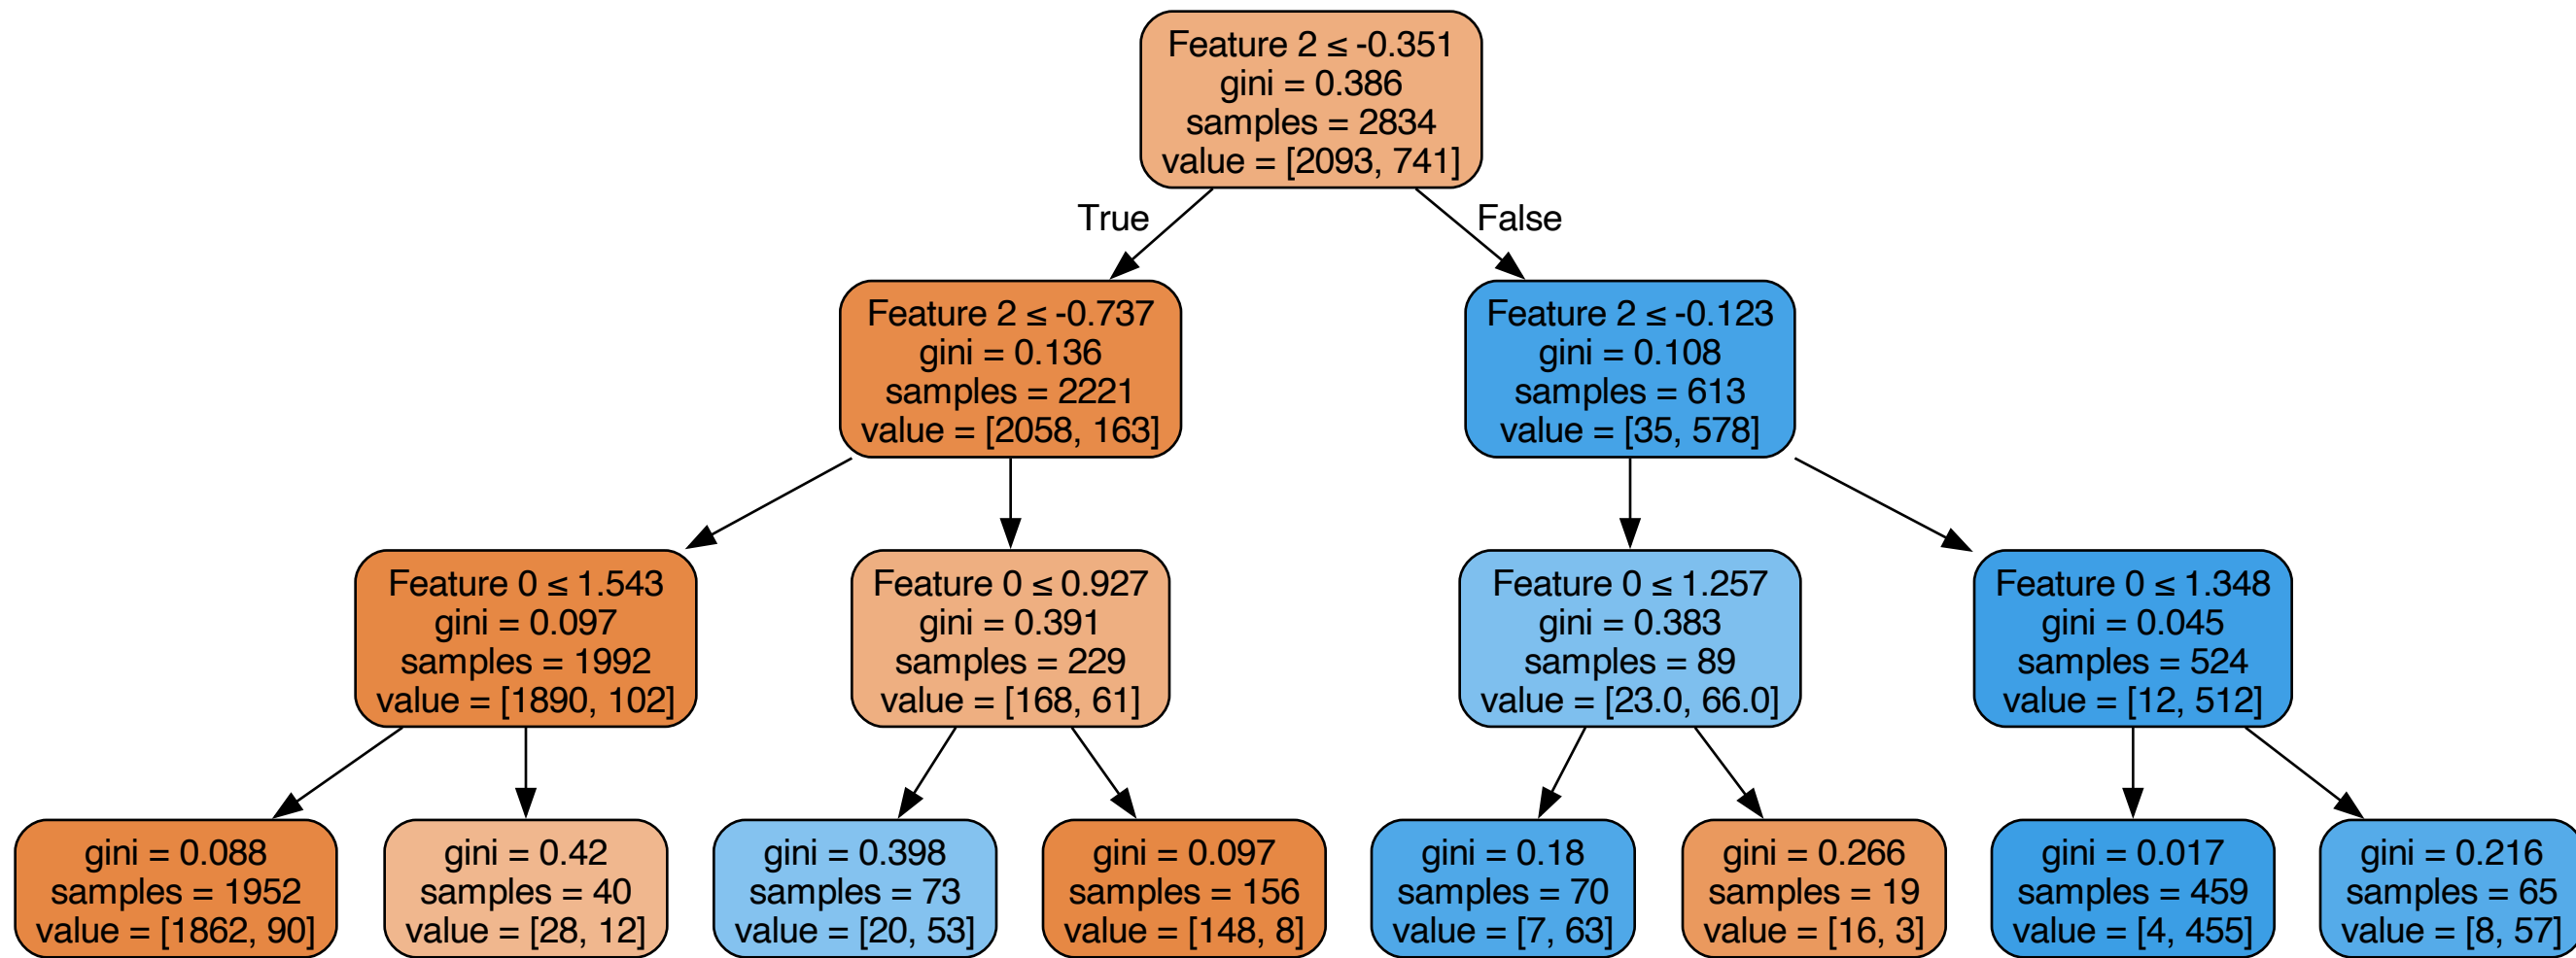 Feature 2 ≤ -0.351
gini = 0.386
samples = 2834
value = [2093, 741]
True
False
Feature 2 ≤ -0.737
gini = 0.136
samples = 2221
value = [2058, 163]
Feature 2 ≤ -0.123
gini = 0.108
samples = 613
value = [35, 578]
Feature 0 ≤ 1.543
gini = 0.097
samples = 1992
value = [1890, 102]
Feature 0 ≤ 0.927
gini = 0.391
samples = 229
value = [168, 61]
Feature 0 ≤ 1.257
gini = 0.383
samples = 89
value = [23.0, 66.0]
Feature 0 ≤ 1.348
gini = 0.045
samples = 524
value = [12, 512]
gini = 0.088
samples = 1952
value = [1862, 90]
gini = 0.42
samples = 40
value = [28, 12]
gini = 0.398
samples = 73
value = [20, 53]
gini = 0.097
samples = 156
value = [148, 8]
gini = 0.18
samples = 70
value = [7, 63]
gini = 0.266
samples = 19
value = [16, 3]
gini = 0.017
samples = 459
value = [4, 455]
gini = 0.216
samples = 65
value = [8, 57]